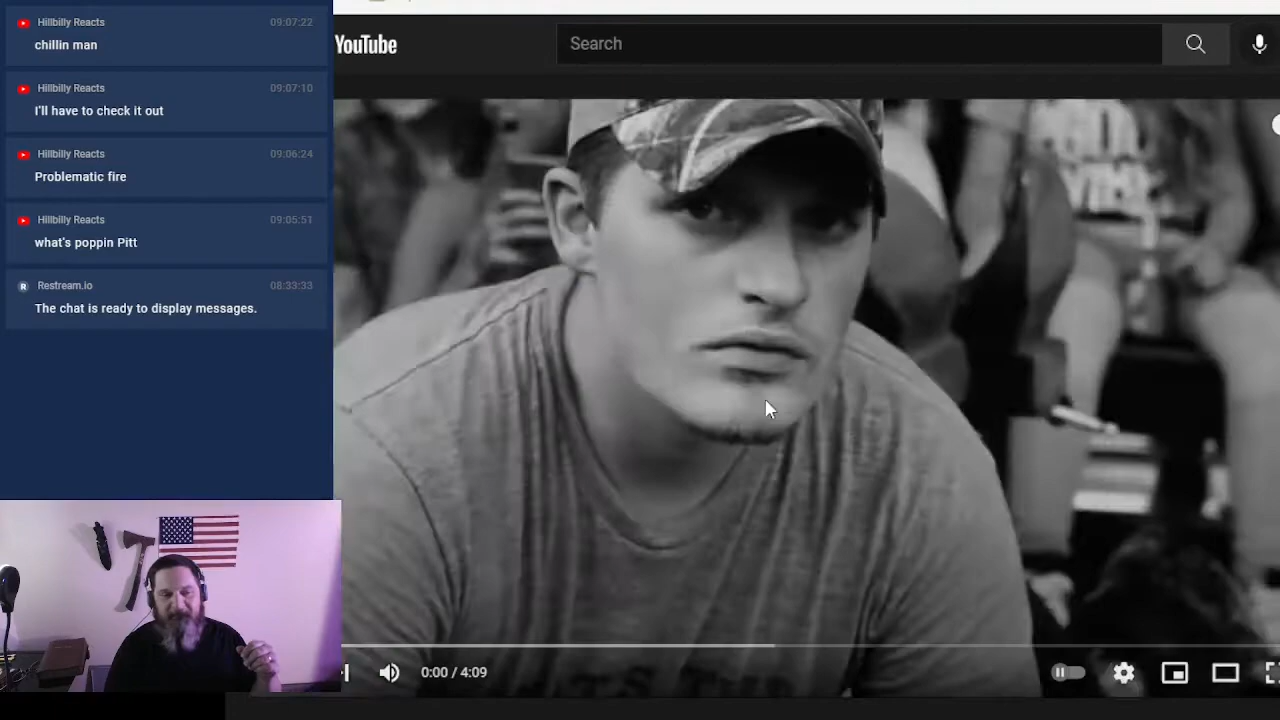 Hillbilly Reacts 09:07:22
chillin man
Hillbilly Reacts 09:07:10
I'll have to check it out
Hillbilly Reacts 09:06:24
Problematic fire
Hillbilly Reacts 09:05:51
what's poppin Pitt
R Restream.io 08:33:33
The chat is ready to display messages.
YouTube
Search
0:00 / 4:09